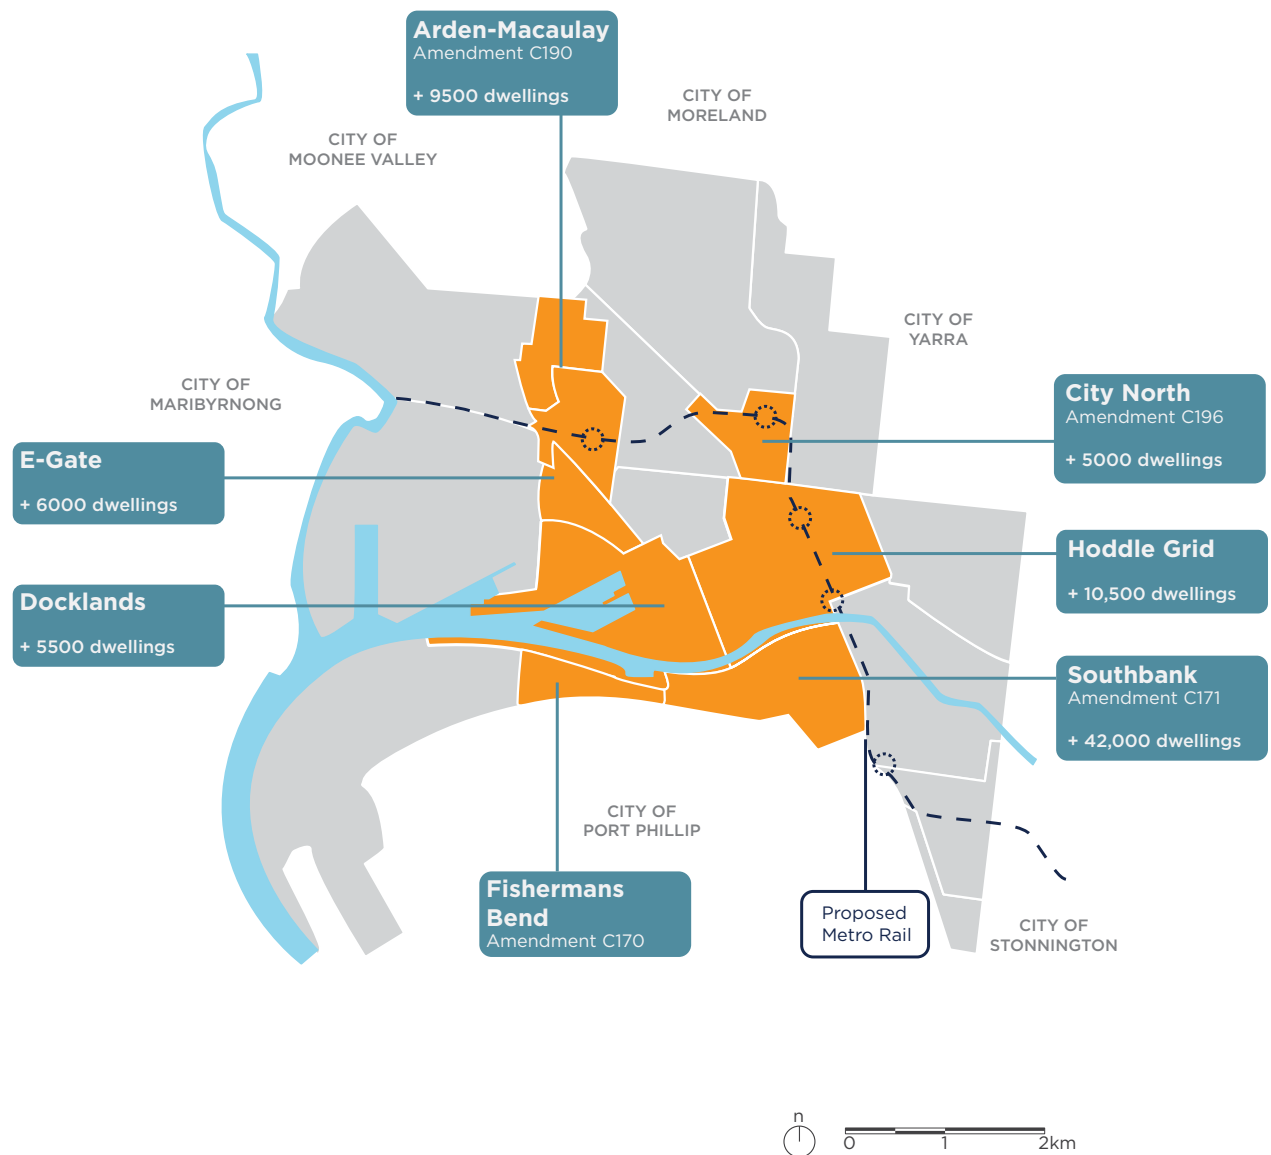 Arden-Macaulay
Amendment C190
+ 9500 dwellings
CITY OF
MORELAND
CITY OF
MOONEE VALLEY
CITY OF
YARRA
CITY OF
MARIBYRNONG
City North
Amendment C196
+ 5000 dwellings
E-Gate
+ 6000 dwellings
Hoddle Grid
+ 10,500 dwellings
Docklands
+ 5500 dwellings
Southbank
Amendment C171
+ 42,000 dwellings
CITY OF
PORT PHILLIP
Fishermans
Bend
Amendment C170
Proposed
Metro Rail
CITY OF
STONNINGTON
n
0 1 2km